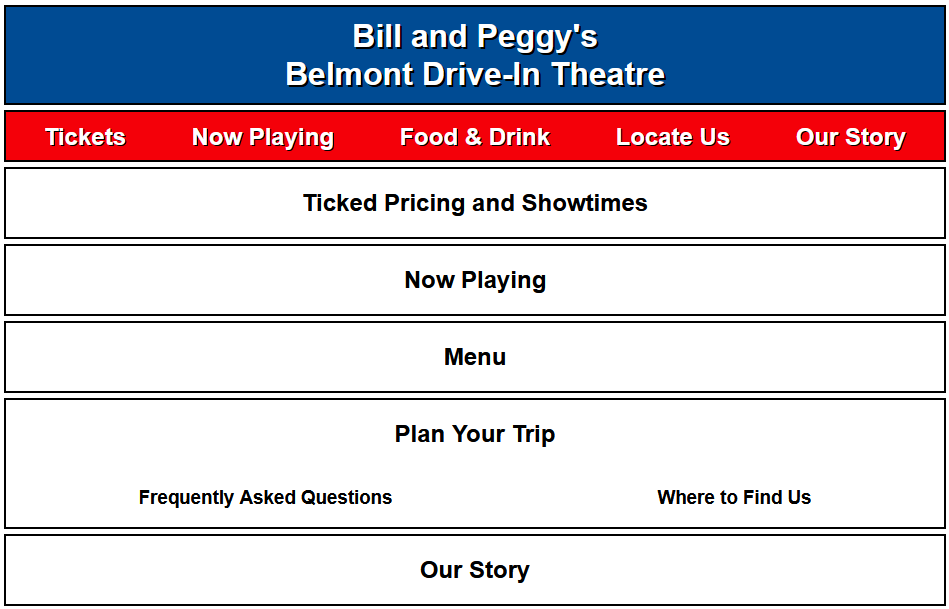 Bill and Peggy's
Belmont Drive-In Theatre
Tickets Now Playing Food & Drink Locate Us Our Story
Ticked Pricing and Showtimes
Now Playing
Menu
Plan Your Trip
Frequently Asked Questions Where to Find Us
Our Story